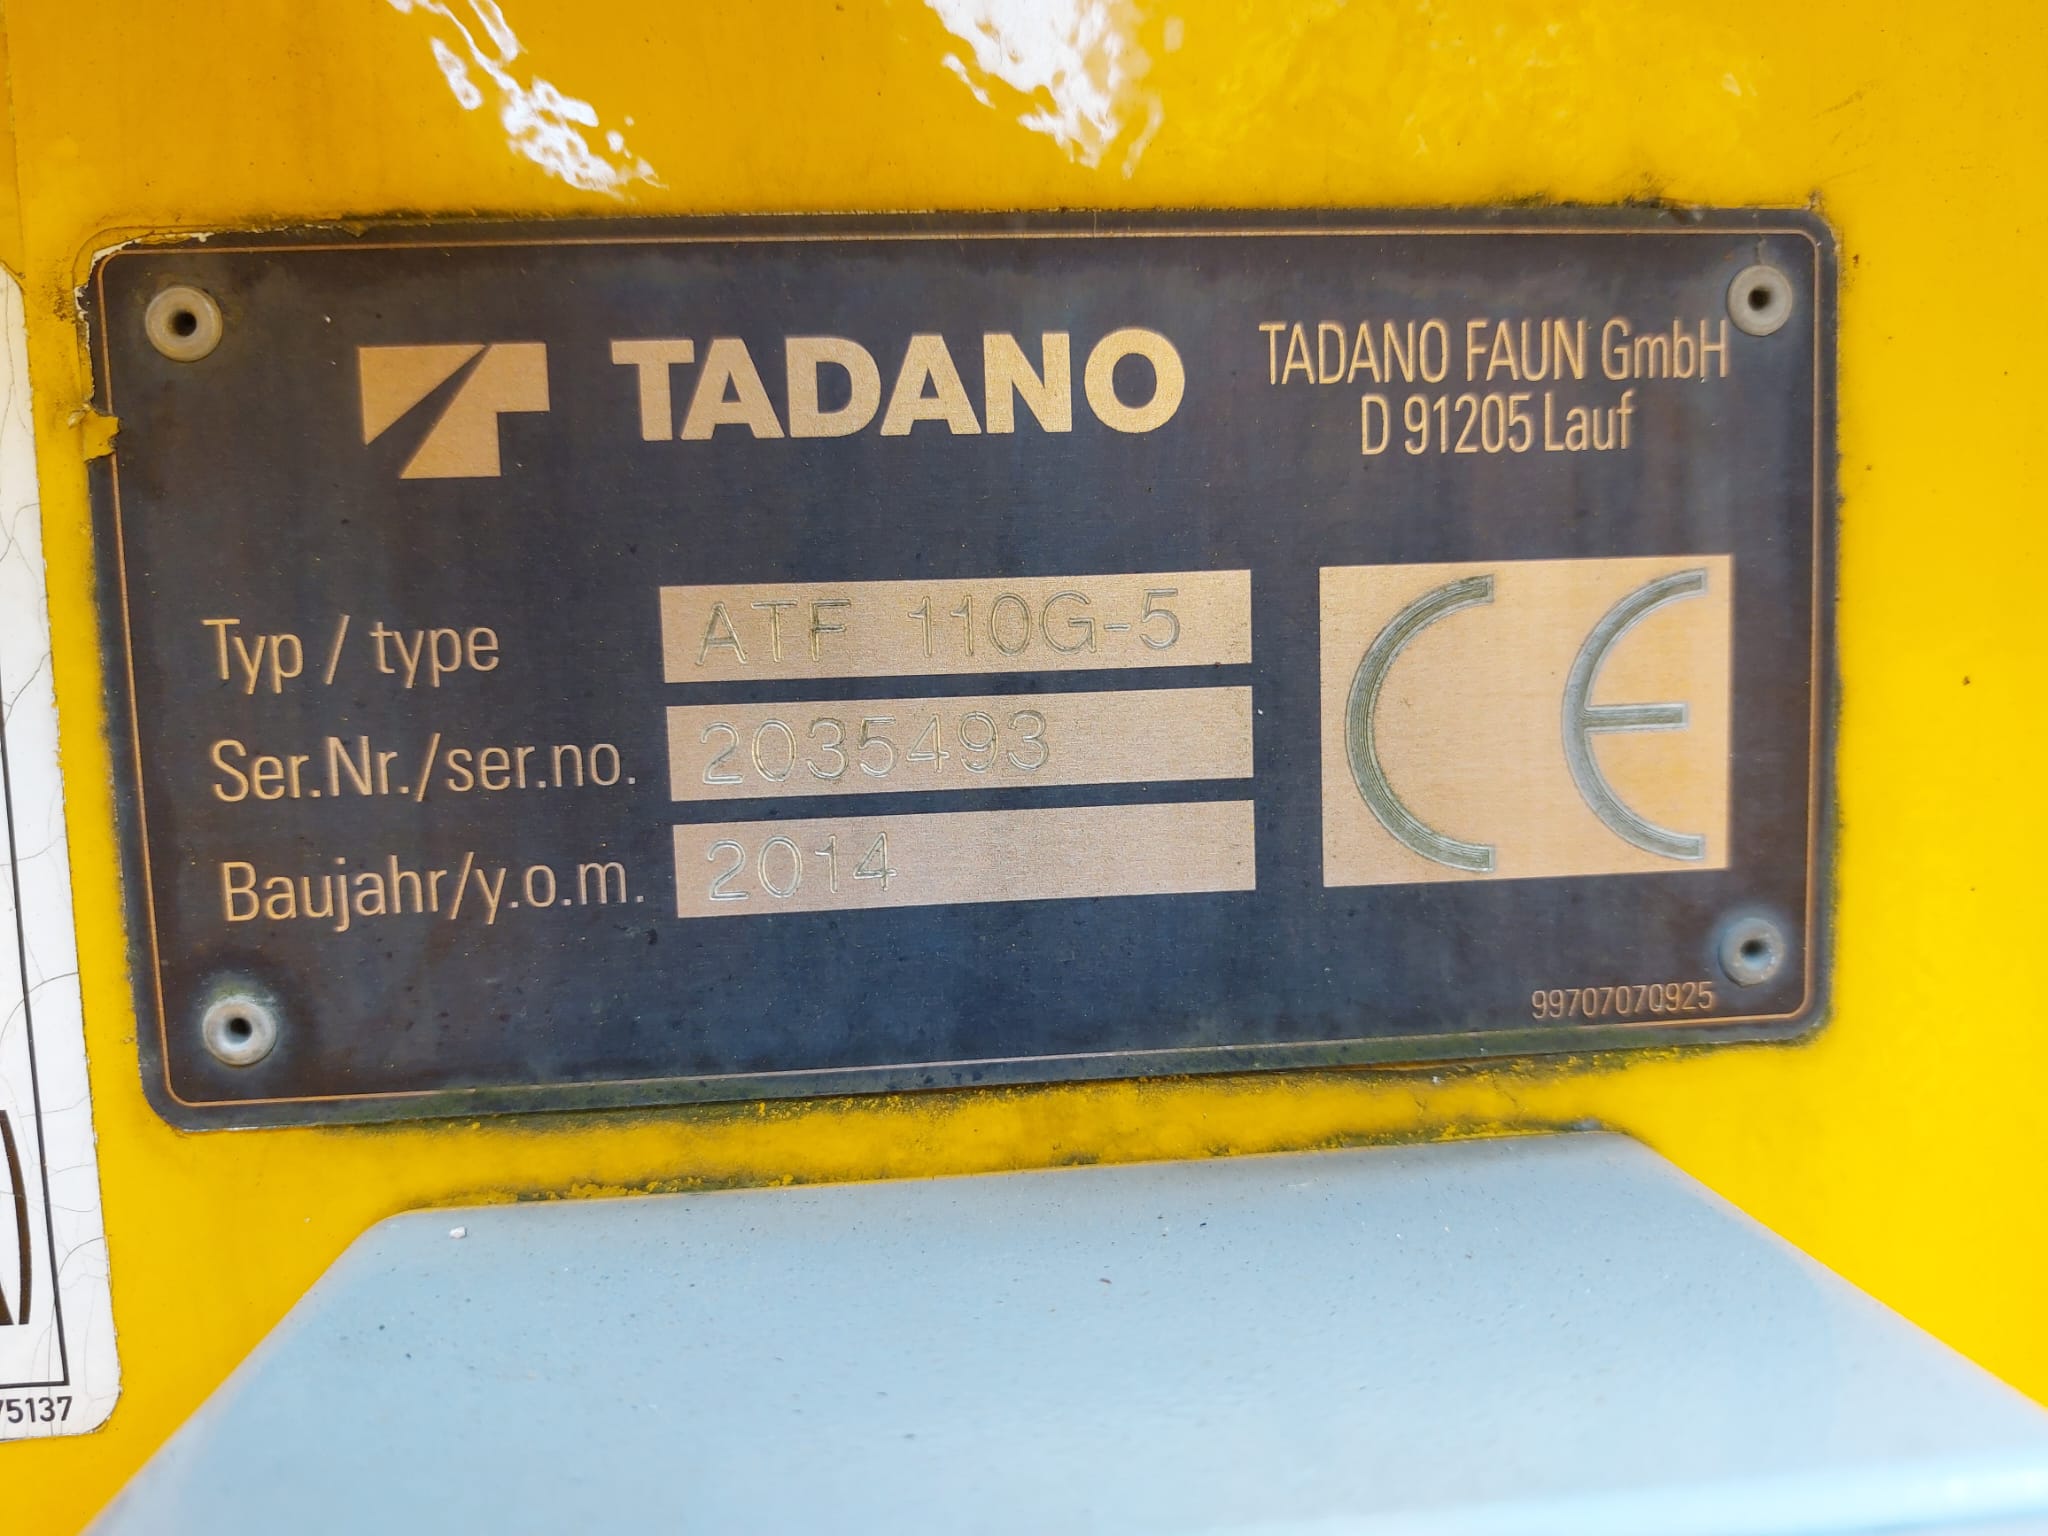 TADANO
TADANO FAUN GmbH
D 91205 Lauf
Typ / type ATF 110G-5
Ser.Nr./ser.no. 2035493
Baujahr/y.o.m. 2014
CE
99707070925
75137